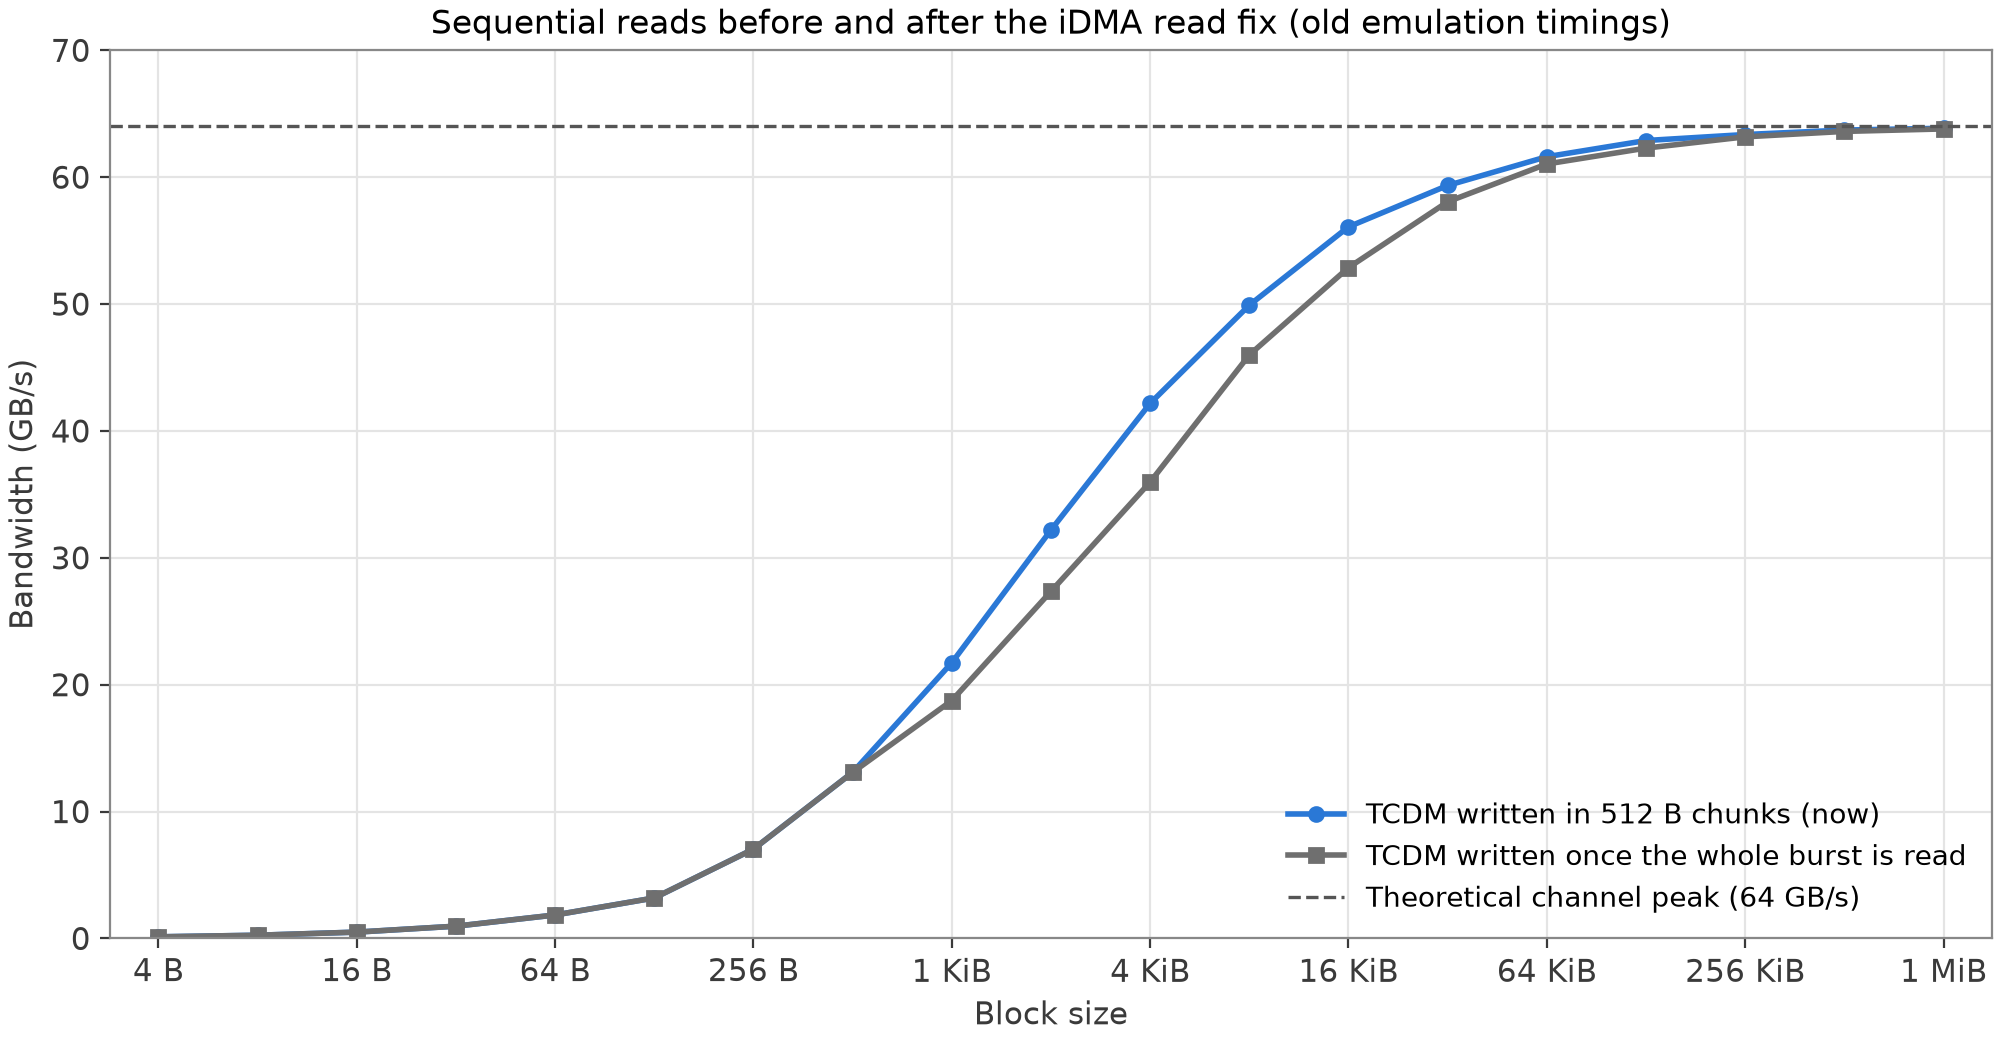 Sequential reads before and after the iDMA read fix (old emulation timings)
70
60
50
40
30
20
10
0
Bandwidth (GB/s)
TCDM written in 512 B chunks (now)
TCDM written once the whole burst is read
Theoretical channel peak (64 GB/s)
4 B 16 B 64 B 256 B 1 KiB 4 KiB 16 KiB 64 KiB 256 KiB 1 MiB
Block size